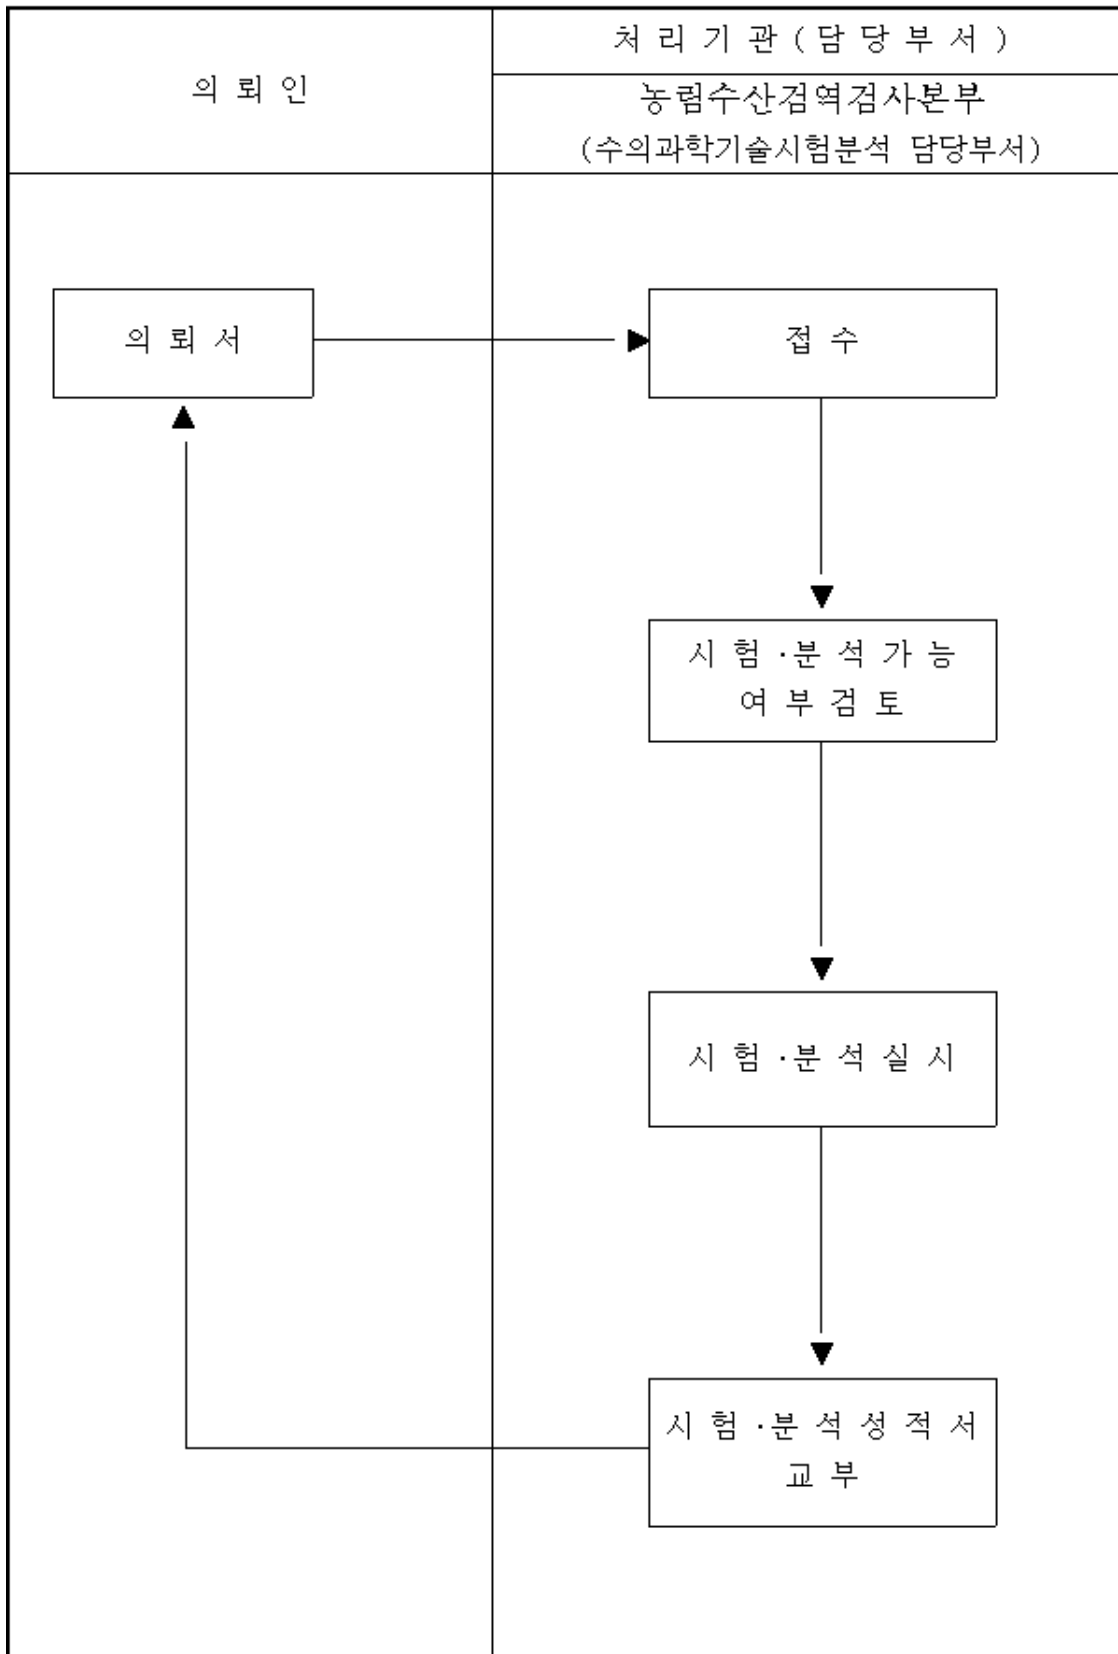 의 뢰 인
처 리 기 관 ( 담 당 부 서 )
농림수산검역검사본부
(수의과학기술시험분석 담당부서)
의 뢰 서
접 수
시 험 ·분 석 가 능
여 부 검 토
시 험 ·분 석 실 시
시 험 ·분 석 성 적 서
교 부